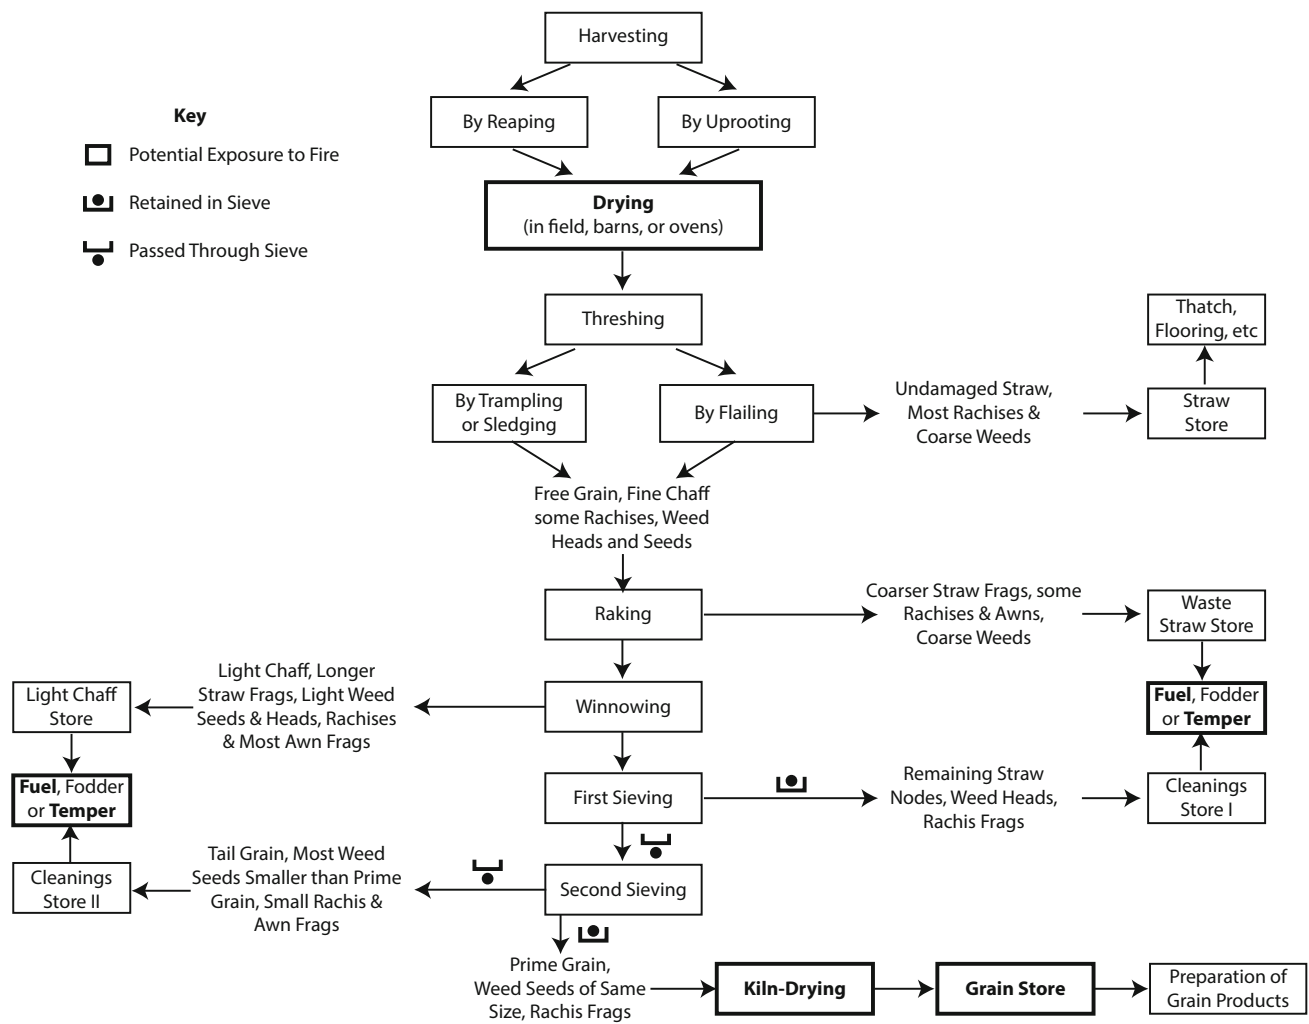 Harvesting
Key
Potential Exposure to Fire
Retained in Sieve
Passed Through Sieve
By Reaping
By Uprooting
Drying
(in field, barns, or ovens)
Threshing
By Trampling
or Sledging
By Flailing
Undamaged Straw,
Most Rachises &
Coarse Weeds
Straw
Store
Thatch,
Flooring, etc
Free Grain, Fine Chaff
some Rachises, Weed
Heads and Seeds
Raking
Coarser Straw Frags, some
Rachises & Awns,
Coarse Weeds
Waste
Straw Store
Fuel, Fodder
or Temper
Winnowing
Light Chaff, Longer
Straw Frags, Light Weed
Seeds & Heads, Rachises
& Most Awn Frags
Light Chaff
Store
Fuel, Fodder
or Temper
First Sieving
Remaining Straw
Nodes, Weed Heads,
Rachis Frags
Cleanings
Store I
Second Sieving
Tail Grain, Most Weed
Seeds Smaller than Prime
Grain, Small Rachis &
Awn Frags
Cleanings
Store II
Prime Grain,
Weed Seeds of Same
Size, Rachis Frags
Kiln-Drying
Grain Store
Preparation of
Grain Products